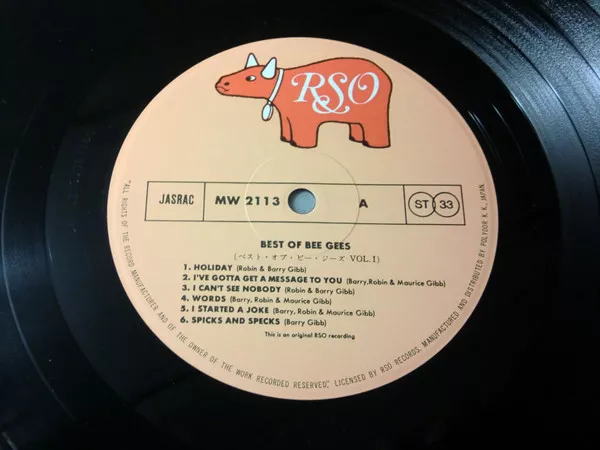 RSO
JASRAC
MW 2113
A
ST 33
BEST OF BEE GEES
(ベスト・オブ・ビー・ジーズ VOL.I)
1. HOLIDAY (Robin & Barry Gibb)
2. I'VE GOTTA GET A MESSAGE TO YOU (Barry, Robin & Maurice Gibb)
3. I CAN'T SEE NOBODY (Robin & Barry Gibb)
4. WORDS (Barry, Robin & Maurice Gibb)
5. I STARTED A JOKE (Barry, Robin & Maurice Gibb)
6. SPICKS AND SPECKS (Barry Gibb)
This is an original RSO recording
"ALL RIGHTS OF THE RECORD MANUFACTURER AND OF THE OWNER OF THE WORK RECORDED RESERVED", LICENSED BY RSO RECORDS. MANUFACTURED AND DISTRIBUTED BY POLYDOR K.K., JAPAN.